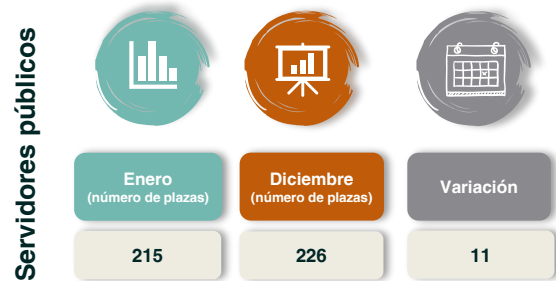 Servidores públicos
Enero
(número de plazas)
Diciembre
(número de plazas)
Variación
215
226
11